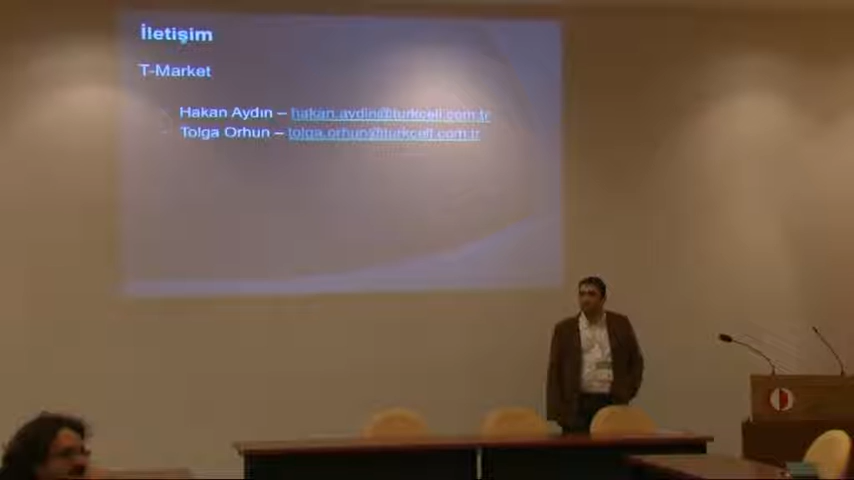 İletişim
T-Market
Hakan Aydın – hakan.aydin@turkcell.com.tr
Tolga Orhun – tolga.orhun@turkcell.com.tr